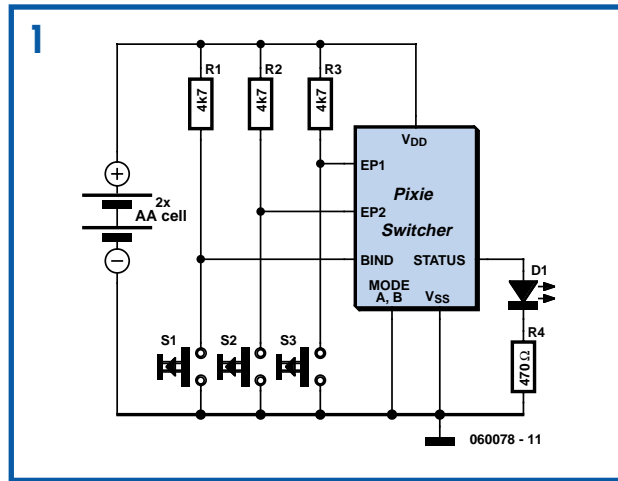 1
R1
R2
R3
4k7
4k7
4k7
VDD
EP1
Pixie
Switcher
EP2
2x
AA cell
BIND
STATUS
MODE
A, B
VSS
D1
S1
S2
S3
R4
470Ω
060078 - 11